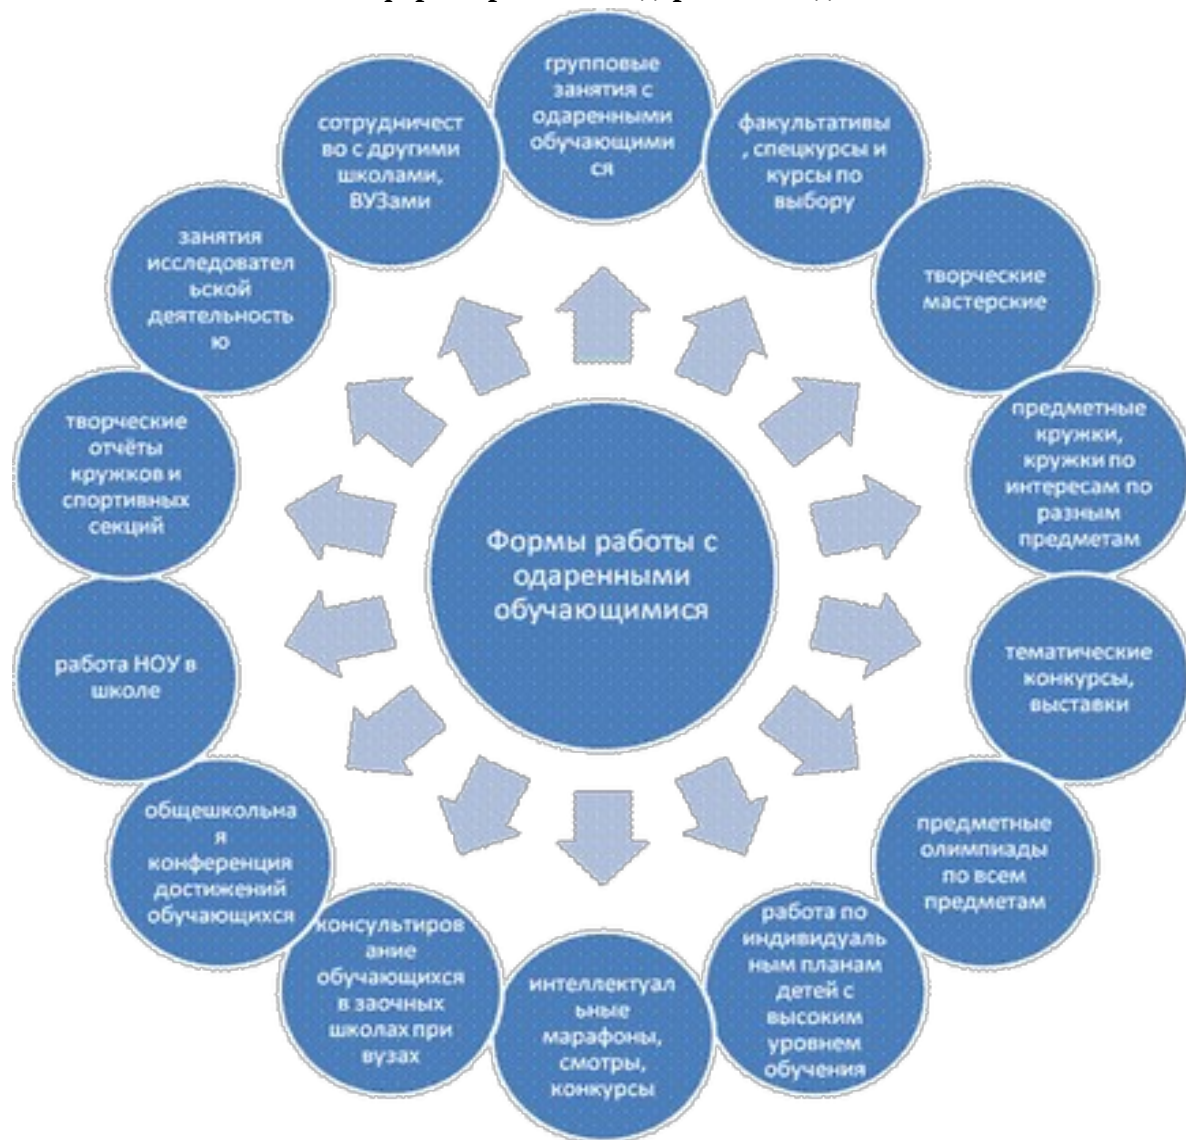 групповые
занятия с
одаренными
обучающими
ся
факультативы
, спецкурсы и
курсы по
выбору
творческие
мастерские
предметные
кружки,
кружки по
интересам по
разным
предметам
тематические
конкурсы,
выставки
предметные
олимпиады
по всем
предметам
работа по
индивидуаль
ным планам
детей с
высоким
уровнем
обучения
интеллектуал
ьные
марафоны,
смотры,
конкурсы
консультиров
ание
обучающихся
в заочных
школах при
вузах
общешкольна
я
конференция
достижений
обучающихся
работа НОУ в
школе
творческие
отчёты
кружков и
спортивных
секций
занятия
исследовател
ьской
деятельность
ю
сотрудничест
во с другими
школами,
ВУЗами
Формы работы с
одаренными
обучающимися